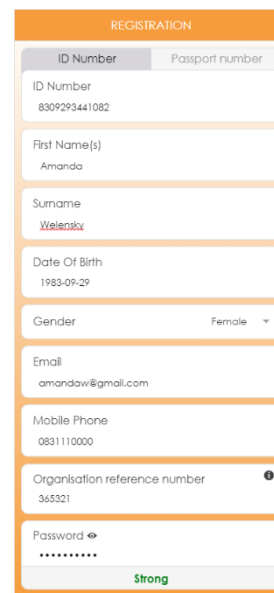 REGISTRATION
ID Number Passport number
ID Number
8309293441082
First Name(s)
Amanda
Surname
Welensky
Date Of Birth
1983-09-29
Gender Female
Email
amandaw@gmail.com
Mobile Phone
0831110000
Organisation reference number
365321
Password
••••••••••
Strong